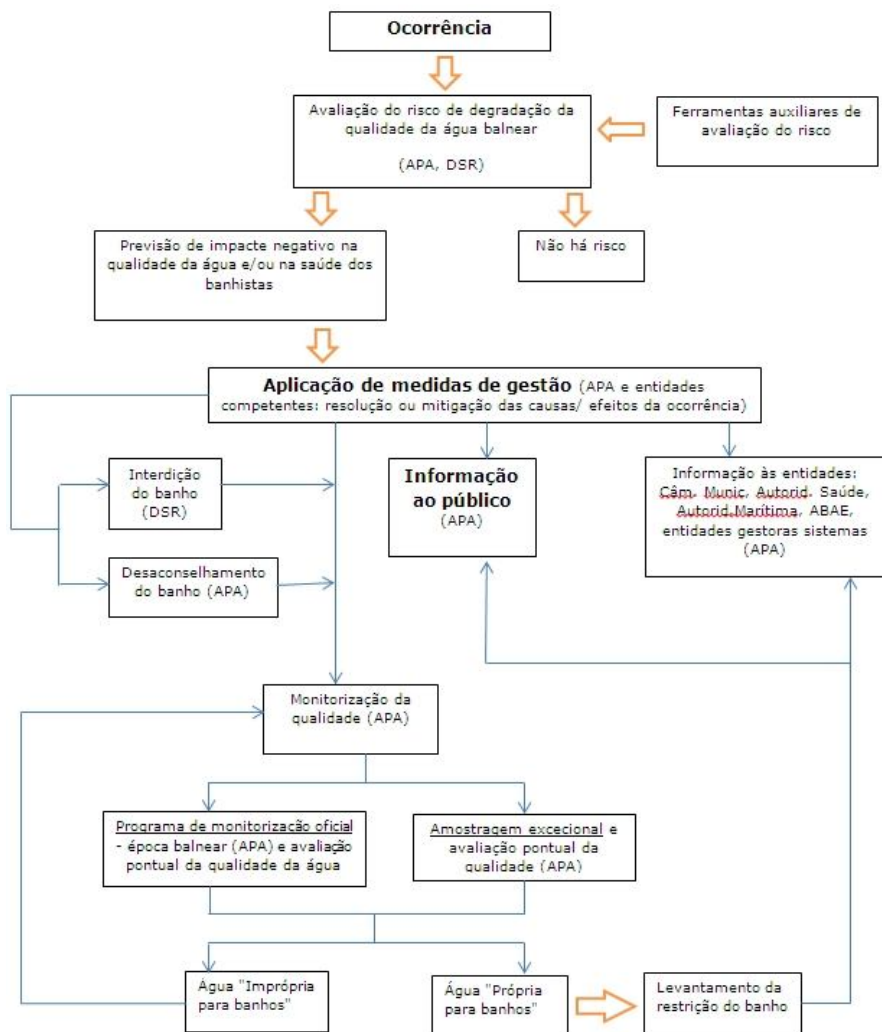 Ocorrência
Avaliação do risco de degradação da
qualidade da água balnear
(APA, DSR)
Ferramentas auxiliares de
avaliação do risco
Previsão de impacte negativo na
qualidade da água e/ou na saúde dos
banhistas
Não há risco
Aplicação de medidas de gestão (APA e entidades
competentes: resolução ou mitigação das causas/ efeitos da ocorrência)
Interdição
do banho
(DSR)
Informação
ao público
(APA)
Informação às entidades:
Câm. Munic, Autorid. Saúde,
Autorid.Marítima, ABAE,
entidades gestoras sistemas
(APA)
Desaconselhamento
do banho (APA)
Monitorização da
qualidade (APA)
Programa de monitorização oficial
- época balnear (APA) e avaliação
pontual da qualidade da água
Amostragem excecional e
avaliação pontual da
qualidade (APA)
Água "Imprópria
para banhos"
Água "Própria
para banhos"
Levantamento da
restrição do banho